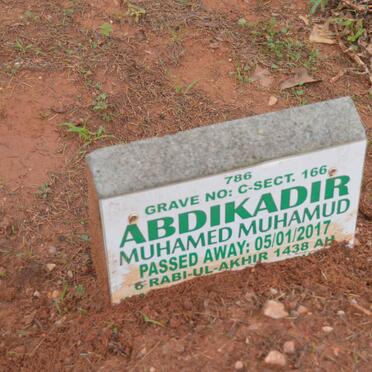 786
GRAVE NO: C-SECT. 166
ABDIKADIR
MUHAMED MUHAMUD
PASSED AWAY: 05/01/2017
6 RABI-UL-AKHIR 1438 AH